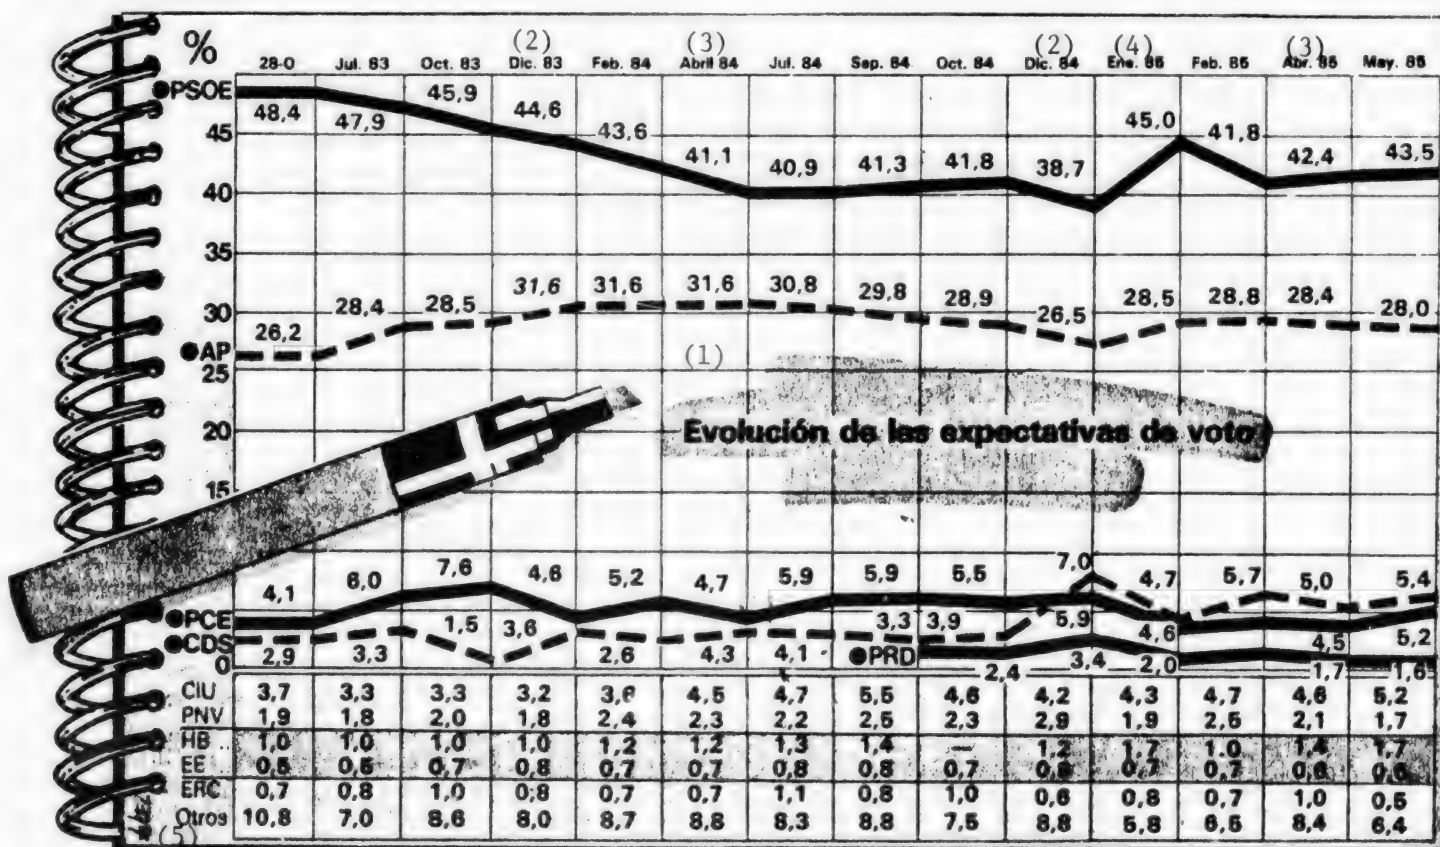 (2) (3) (2) (4) (3)
% 28-0 Jul. 83 Oct. 83 Dic. 83 Feb. 84 Abril 84 Jul. 84 Sep. 84 Oct. 84 Dic. 84 Ene. 85 Feb. 85 Abr. 85 May. 85
PSOE 48,4 47,9 45,9 44,6 43,6 41,1 40,9 41,3 41,8 38,7 45,0 41,8 42,4 43,5
45
40
35
26,2 28,4 28,5 31,6 31,6 31,6 30,8 29,8 28,9 26,5 28,5 28,8 28,4 28,0
30
AP (1)
25
20 Evolución de las expectativas de voto
15
4,1 6,0 7,6 4,6 5,2 4,7 5,9 5,9 5,5 7,0 4,7 5,7 5,0 5,4
PCE 1,5 3,6 3,3 3,9 5,9 4,6 4,5 5,2
CDS 2,9 3,3 2,6 4,3 4,1 PRD 2,4 3,4 2,0 1,7 1,6
0
CIU 3,7 3,3 3,3 3,2 3,6 4,5 4,7 5,5 4,6 4,2 4,3 4,7 4,6 5,2
PNV 1,9 1,8 2,0 1,8 2,4 2,3 2,2 2,5 2,3 2,9 1,9 2,5 2,1 1,7
HB 1,0 1,0 1,0 1,0 1,2 1,2 1,3 1,4 — 1,2 1,7 1,0 1,4 1,7
EE 0,5 0,5 0,7 0,8 0,7 0,7 0,8 0,8 0,7 0,7 0,7
ERC 0,7 0,8 1,0 0,8 0,7 0,7 1,1 0,8 1,0 0,6 0,8 0,7 1,0 0,5
Otros 10,8 7,0 8,6 8,0 8,7 8,8 8,3 8,8 7,5 8,8 5,8 6,5 8,4 6,4
(5)